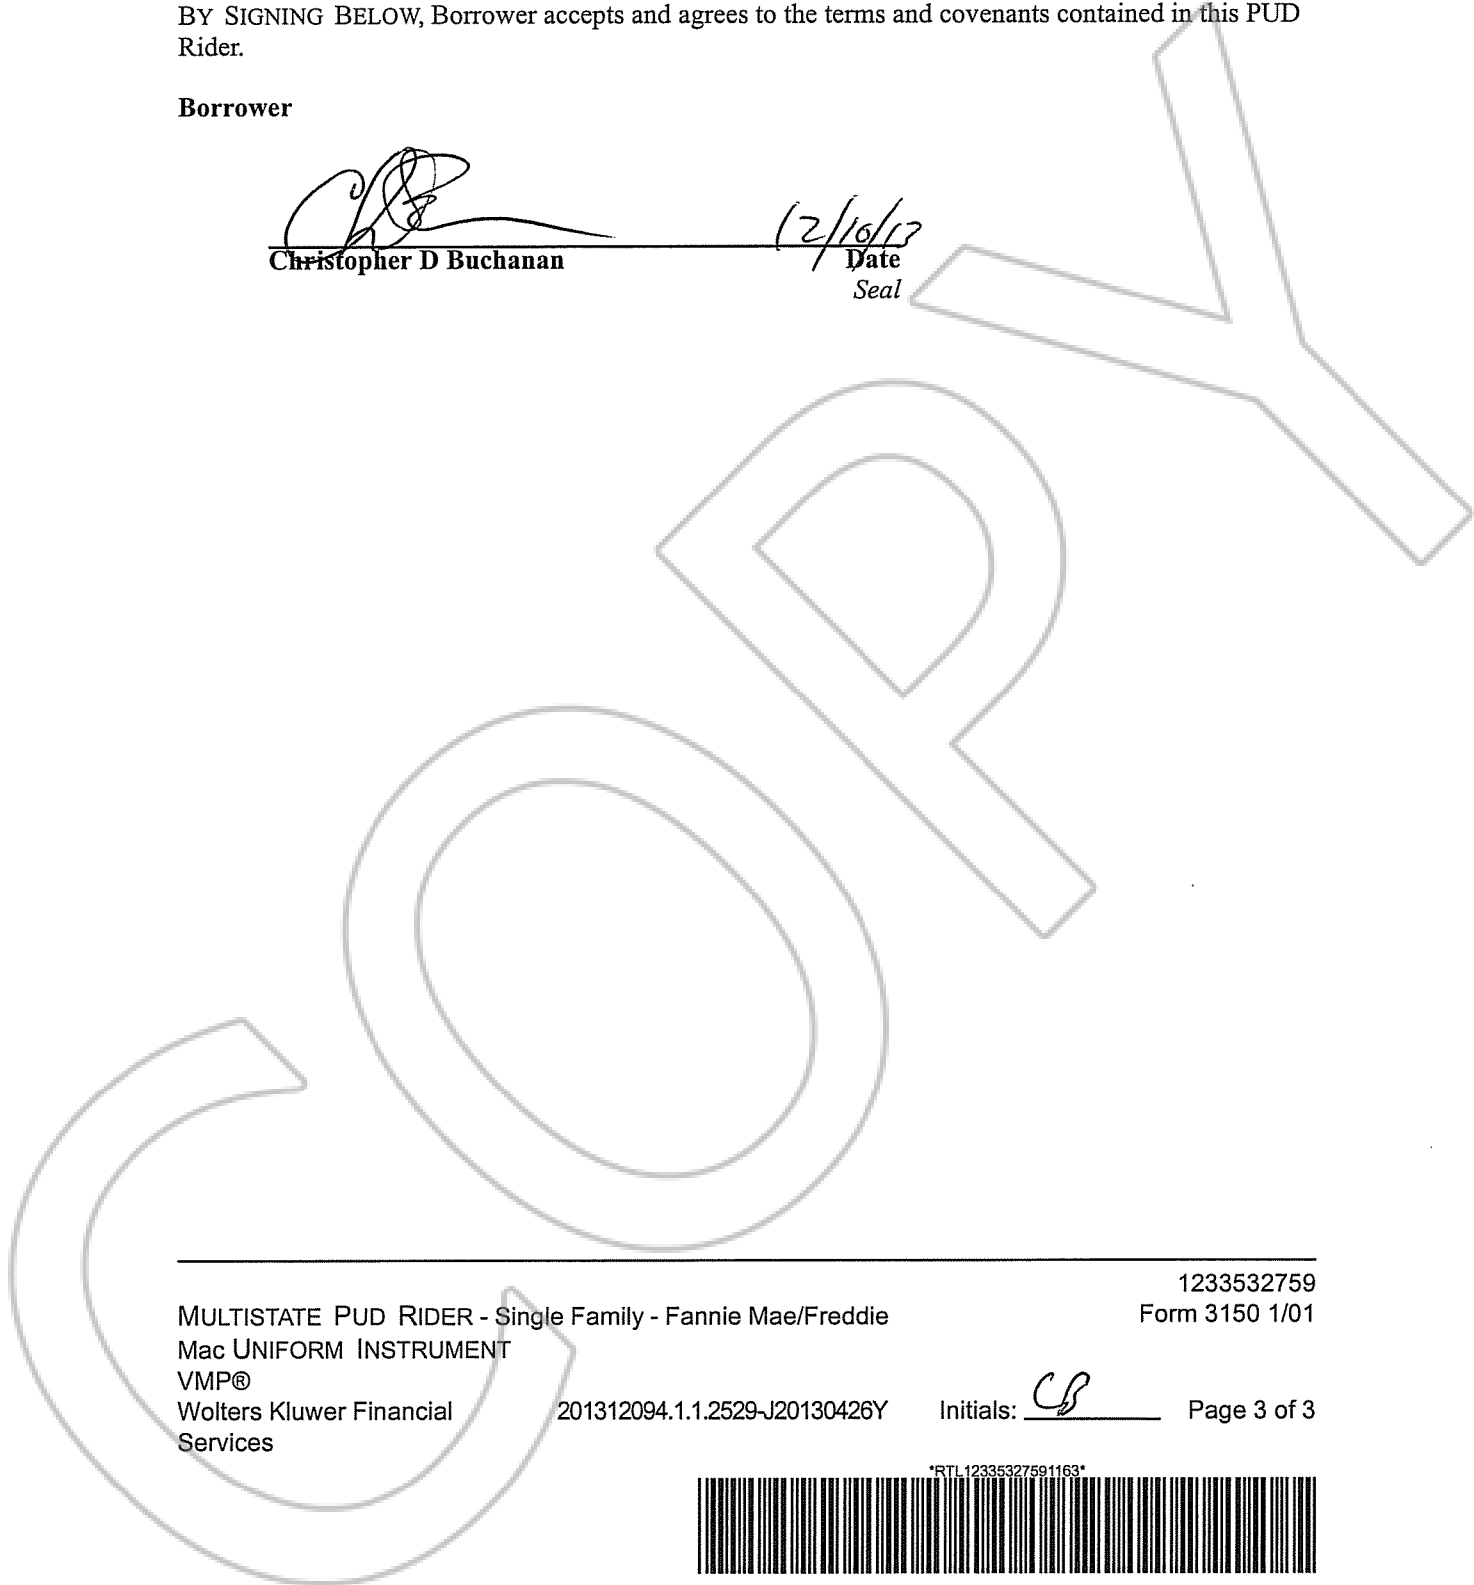 BY SIGNING BELOW, Borrower accepts and agrees to the terms and covenants contained in this PUD
Rider.
Borrower
12/10/13
Christopher D Buchanan Date
Seal
COPY
1233532759
MULTISTATE PUD RIDER - Single Family - Fannie Mae/Freddie Form 3150 1/01
Mac UNIFORM INSTRUMENT
VMP®
Wolters Kluwer Financial 201312094.1.1.2529-J20130426Y Initials: CB Page 3 of 3
Services
*RTL12335327591163*